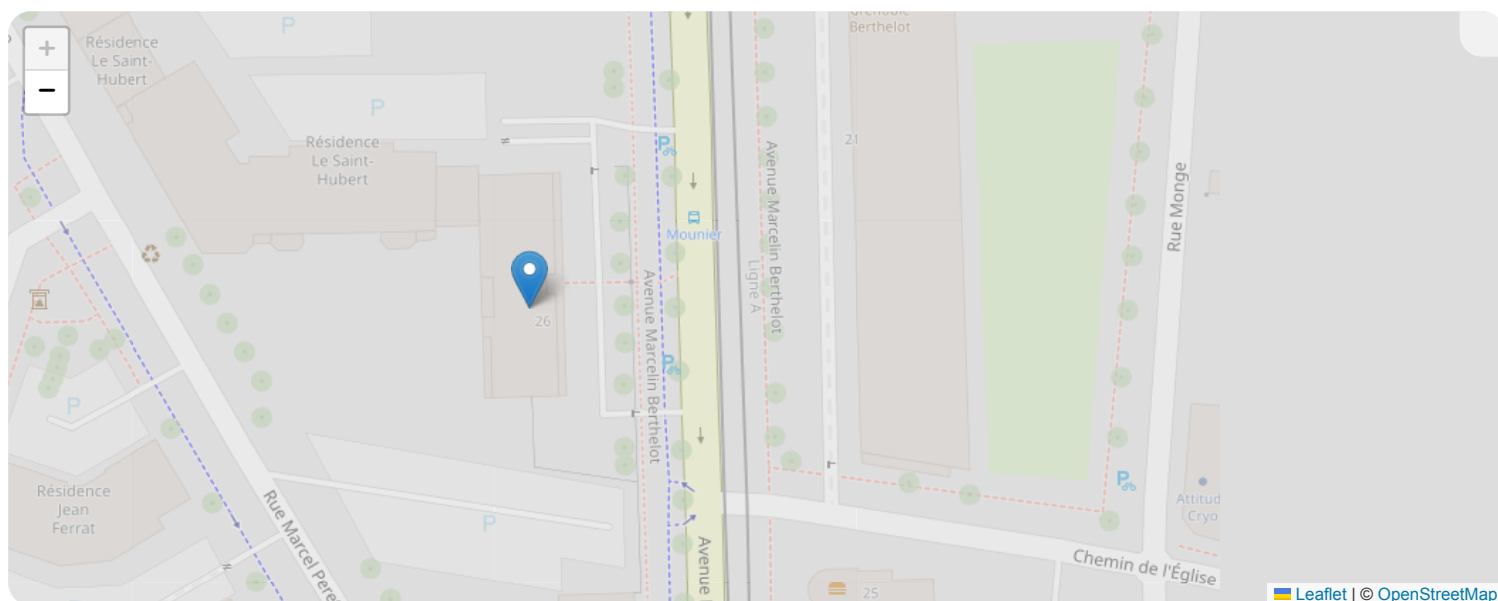 +
−
Résidence
Le Saint-
Hubert
P
P
Résidence
Le Saint-
Hubert
Grenoble
Berthelot
P
21
Avenue Marcelin Berthelot
Mounier
Rue Monge
Ligne A
Avenue Marcelin Berthelot
26
P
P
Résidence
Jean
Ferrat
P
Attitud
Cryo
P
Rue Marcel Pere
Avenue
Chemin de l'Église
25
Leaflet | © OpenStreetMap